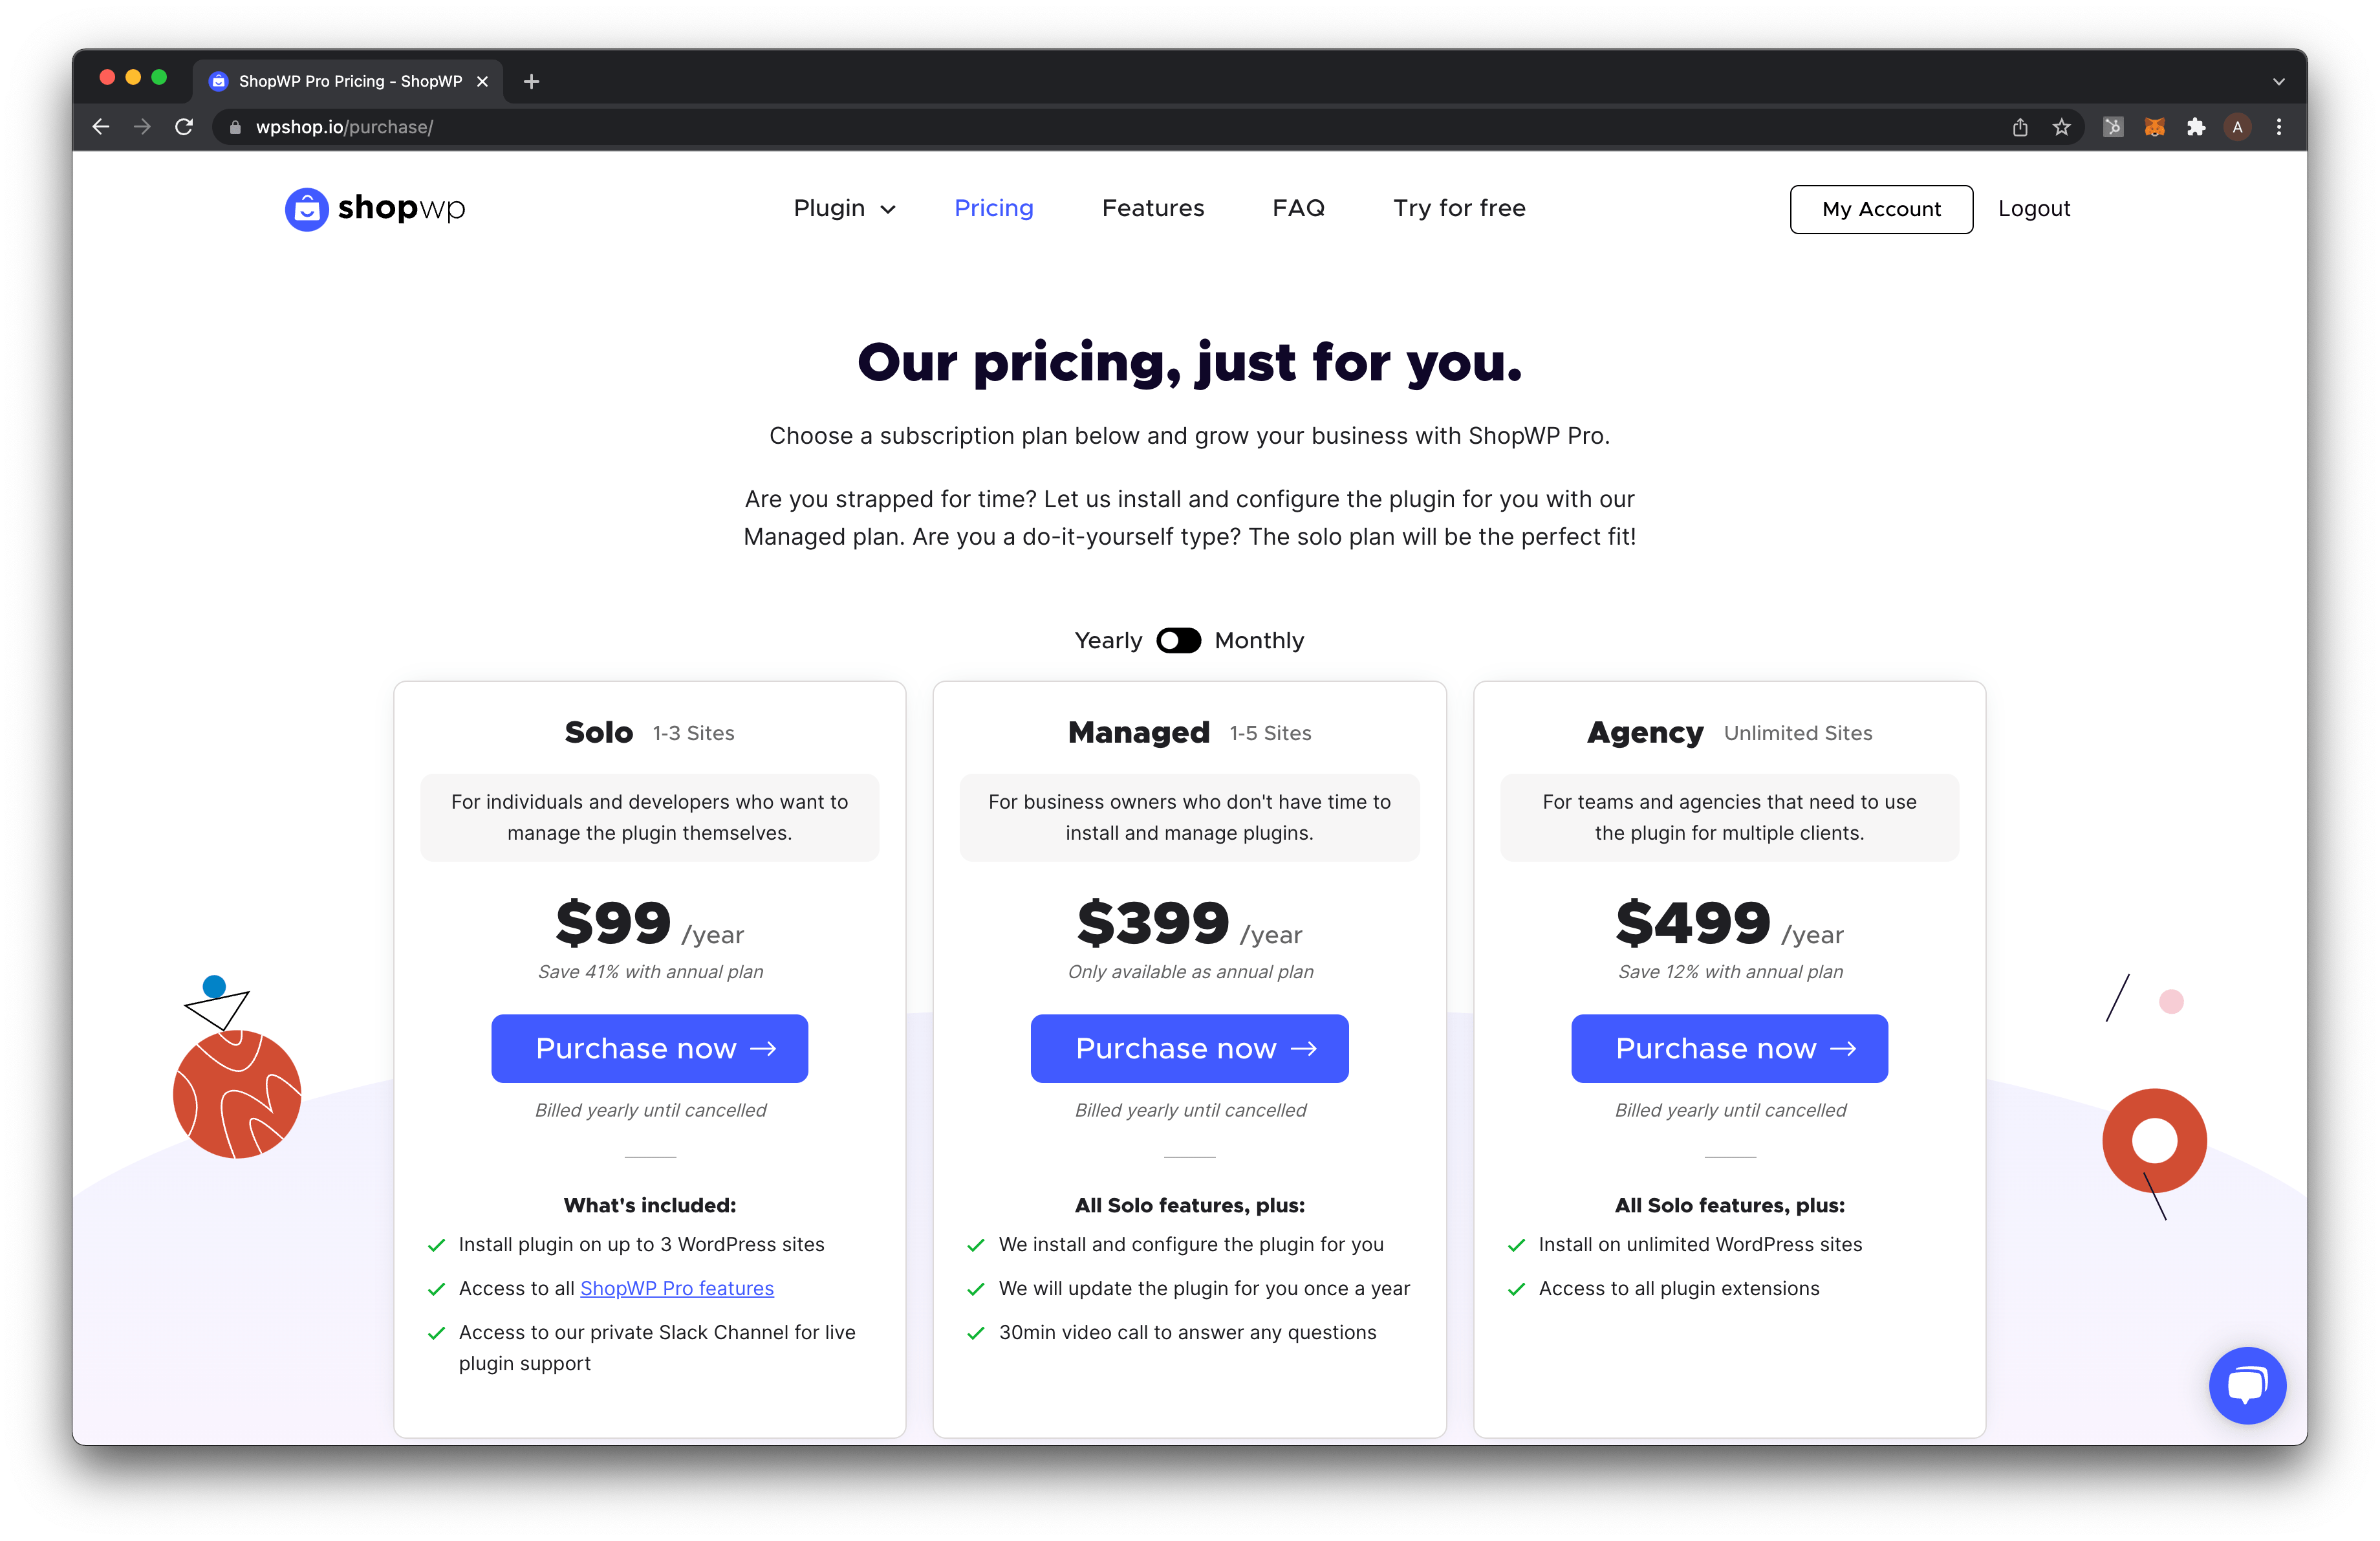 ShopWP Pro Pricing - ShopWP
wpshop.io/purchase/
A
shopwp
Plugin
Pricing
Features
FAQ
Try for free
My Account
Logout
Our pricing, just for you.
Choose a subscription plan below and grow your business with ShopWP Pro.
Are you strapped for time? Let us install and configure the plugin for you with our
Managed plan. Are you a do-it-yourself type? The solo plan will be the perfect fit!
Yearly
Monthly
Solo 1-3 Sites
For individuals and developers who want to
manage the plugin themselves.
$99 /year
Save 41% with annual plan
Purchase now →
Billed yearly until cancelled
What's included:
Install plugin on up to 3 WordPress sites
Access to all ShopWP Pro features
Access to our private Slack Channel for live
plugin support
Managed 1-5 Sites
For business owners who don't have time to
install and manage plugins.
$399 /year
Only available as annual plan
Purchase now →
Billed yearly until cancelled
All Solo features, plus:
We install and configure the plugin for you
We will update the plugin for you once a year
30min video call to answer any questions
Agency Unlimited Sites
For teams and agencies that need to use
the plugin for multiple clients.
$499 /year
Save 12% with annual plan
Purchase now →
Billed yearly until cancelled
All Solo features, plus:
Install on unlimited WordPress sites
Access to all plugin extensions